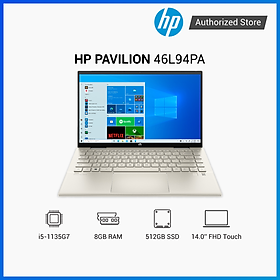 hp
Authorized Store
HP PAVILION 46L94PA
i5-1135G7
8GB RAM
512GB SSD
14.0" FHD Touch